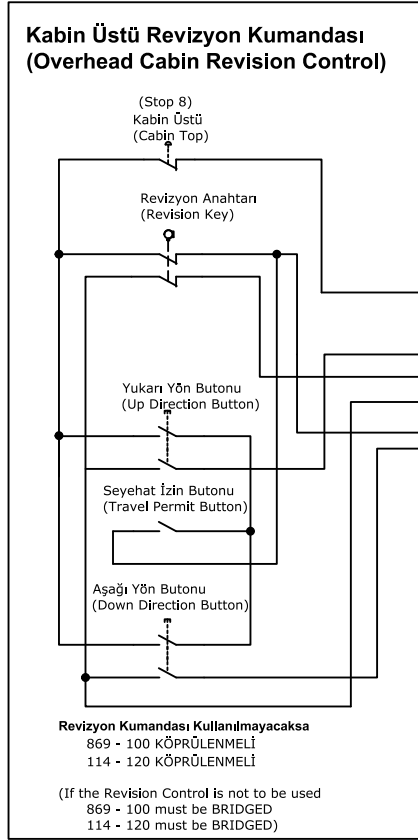 Kabin Üstü Revizyon Kumandası
(Overhead Cabin Revision Control)
(Stop 8)
Kabin Üstü
(Cabin Top)
Revizyon Anahtarı
(Revision Key)
Yukarı Yön Butonu
(Up Direction Button)
Seyehat İzin Butonu
(Travel Permit Button)
Aşağı Yön Butonu
(Down Direction Button)
Revizyon Kumandası Kullanılmayacaksa
869 - 100 KÖPRÜLENMELİ
114 - 120 KÖPRÜLENMELİ
(If the Revision Control is not to be used
869 - 100 must be BRIDGED
114 - 120 must be BRIDGED)